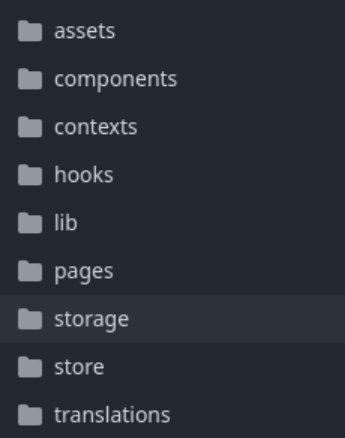 assets
components
contexts
hooks
lib
pages
storage
store
translations